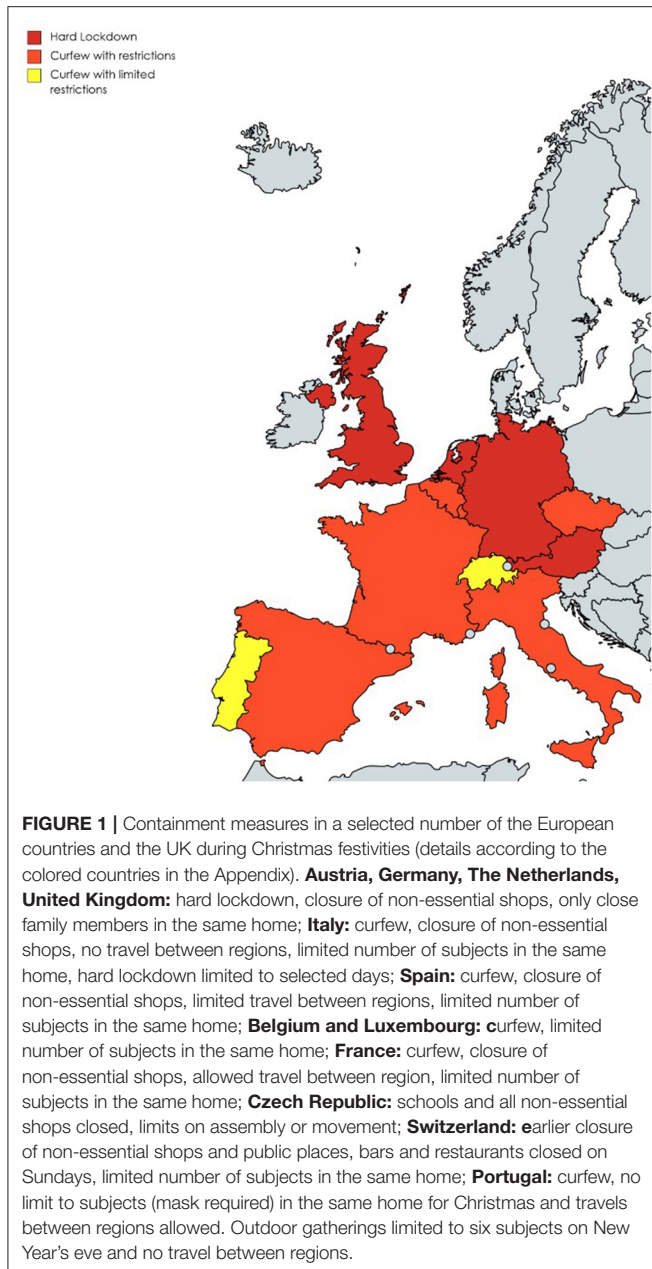 Hard Lockdown
Curfew with restrictions
Curfew with limited
restrictions
FIGURE 1 | Containment measures in a selected number of the European
countries and the UK during Christmas festivities (details according to the
colored countries in the Appendix). Austria, Germany, The Netherlands,
United Kingdom: hard lockdown, closure of non-essential shops, only close
family members in the same home; Italy: curfew, closure of non-essential
shops, no travel between regions, limited number of subjects in the same
home, hard lockdown limited to selected days; Spain: curfew, closure of
non-essential shops, limited travel between regions, limited number of
subjects in the same home; Belgium and Luxembourg: curfew, limited
number of subjects in the same home; France: curfew, closure of
non-essential shops, allowed travel between region, limited number of
subjects in the same home; Czech Republic: schools and all non-essential
shops closed, limits on assembly or movement; Switzerland: earlier closure
of non-essential shops and public places, bars and restaurants closed on
Sundays, limited number of subjects in the same home; Portugal: curfew, no
limit to subjects (mask required) in the same home for Christmas and travels
between regions allowed. Outdoor gatherings limited to six subjects on New
Year's eve and no travel between regions.